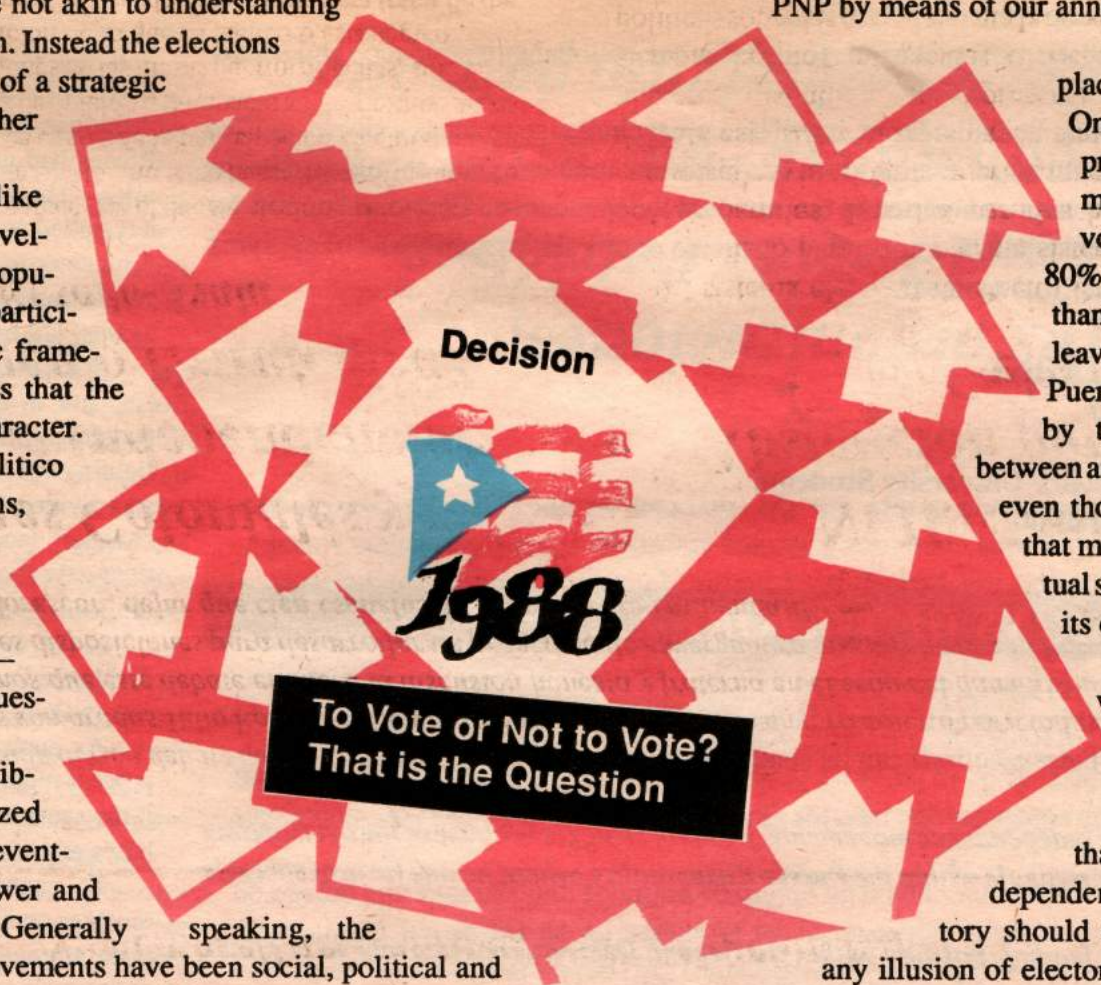 e not akin to understanding
n. Instead the elections
of a strategic
her
like
vel-
opu-
artici-
c frame-
s that the
aracter.
litico
ns,
ues-
ib-
zed
event-
wer and
Generally speaking, the
vements have been social, political and
Decision
1988
To Vote or Not to Vote?
That is the Question
PNP by means of our ann
plac
On
pr
m
vo
80%
than
leav
Puer
by t
between a
even tho
that m
tual s
its
v
tha
depender
tory should
any illusion of elector